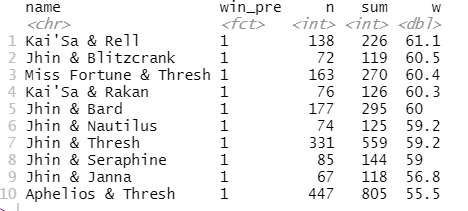 name win_pre n sum w
<chr> <fct> <int> <int> <dbl>
1 Kai'Sa & Rell 1 138 226 61.1
2 Jhin & Blitzcrank 1 72 119 60.5
3 Miss Fortune & Thresh 1 163 270 60.4
4 Kai'Sa & Rakan 1 76 126 60.3
5 Jhin & Bard 1 177 295 60
6 Jhin & Nautilus 1 74 125 59.2
7 Jhin & Thresh 1 331 559 59.2
8 Jhin & Seraphine 1 85 144 59
9 Jhin & Janna 1 67 118 56.8
10 Aphelios & Thresh 1 447 805 55.5
>